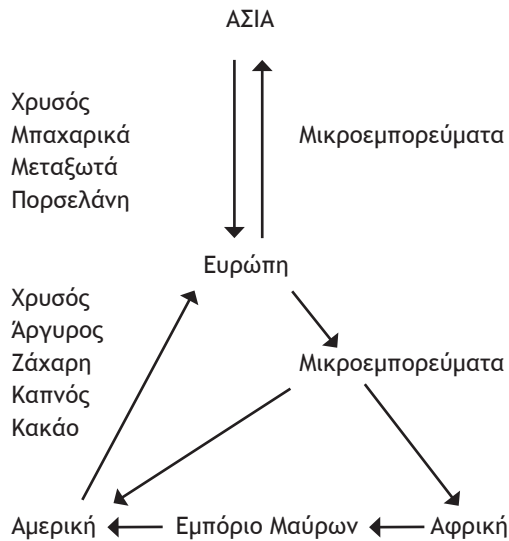 ΑΣΙΑ
Χρυσός
Μπαχαρικά
Μεταξωτά
Πορσελάνη
Μικροεμπορεύματα
Ευρώπη
Χρυσός
Άργυρος
Ζάχαρη
Καπνός
Κακάο
Μικροεμπορεύματα
Αμερική
Εμπόριο Μαύρων
Αφρική